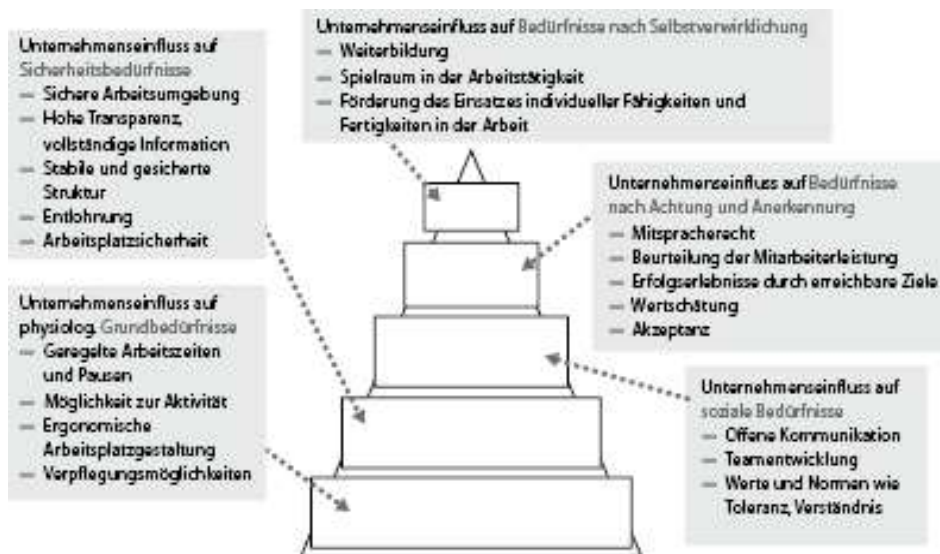 Unternehmenseinfluss auf
Sicherheitsbedürfnisse
– Sichere Arbeitsumgebung
– Hohe Transparenz,
vollständige Information
– Stabile und gesicherte
Struktur
– Entlohnung
– Arbeitsplatzsicherheit
Unternehmenseinfluss auf Bedürfnisse nach Selbstverwirklichung
– Weiterbildung
– Spielraum in der Arbeitstätigkeit
– Förderung des Einsatzes individueller Fähigkeiten und
Fertigkeiten in der Arbeit
Unternehmenseinfluss auf Bedürfnisse
nach Achtung und Anerkennung
– Mitspracherecht
– Beurteilung der Mitarbeiterleistung
– Erfolgserlebnisse durch erreichbare Ziele
– Wertschätung
– Akzeptanz
Unternehmenseinfluss auf
physiolog. Grundbedürfnisse
– Geregelte Arbeitszeiten
und Pausen
– Möglichkeit zur Aktivität
– Ergonomische
Arbeitsplatzgestaltung
– Verpflegungsmöglichkeiten
Unternehmenseinfluss auf
soziale Bedürfnisse
– Offene Kommunikation
– Teamentwicklung
– Werte und Normen wie
Toleranz, Verständnis